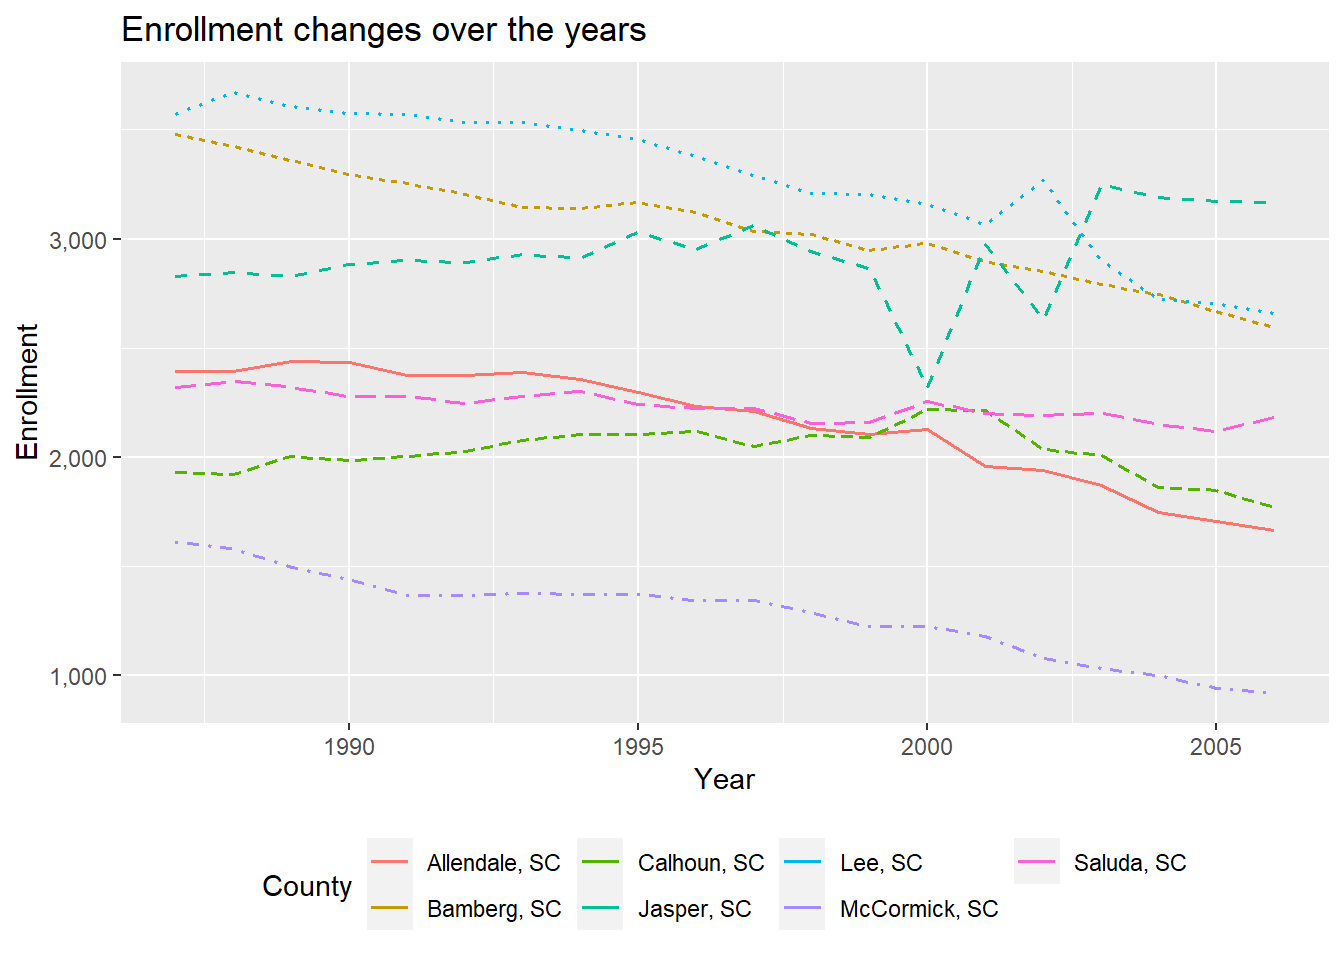 Enrollment changes over the years
Enrollment
3,000
2,000
1,000
1990 1995 2000 2005
Year
County
Allendale, SC Calhoun, SC Lee, SC Saluda, SC
Bamberg, SC Jasper, SC McCormick, SC